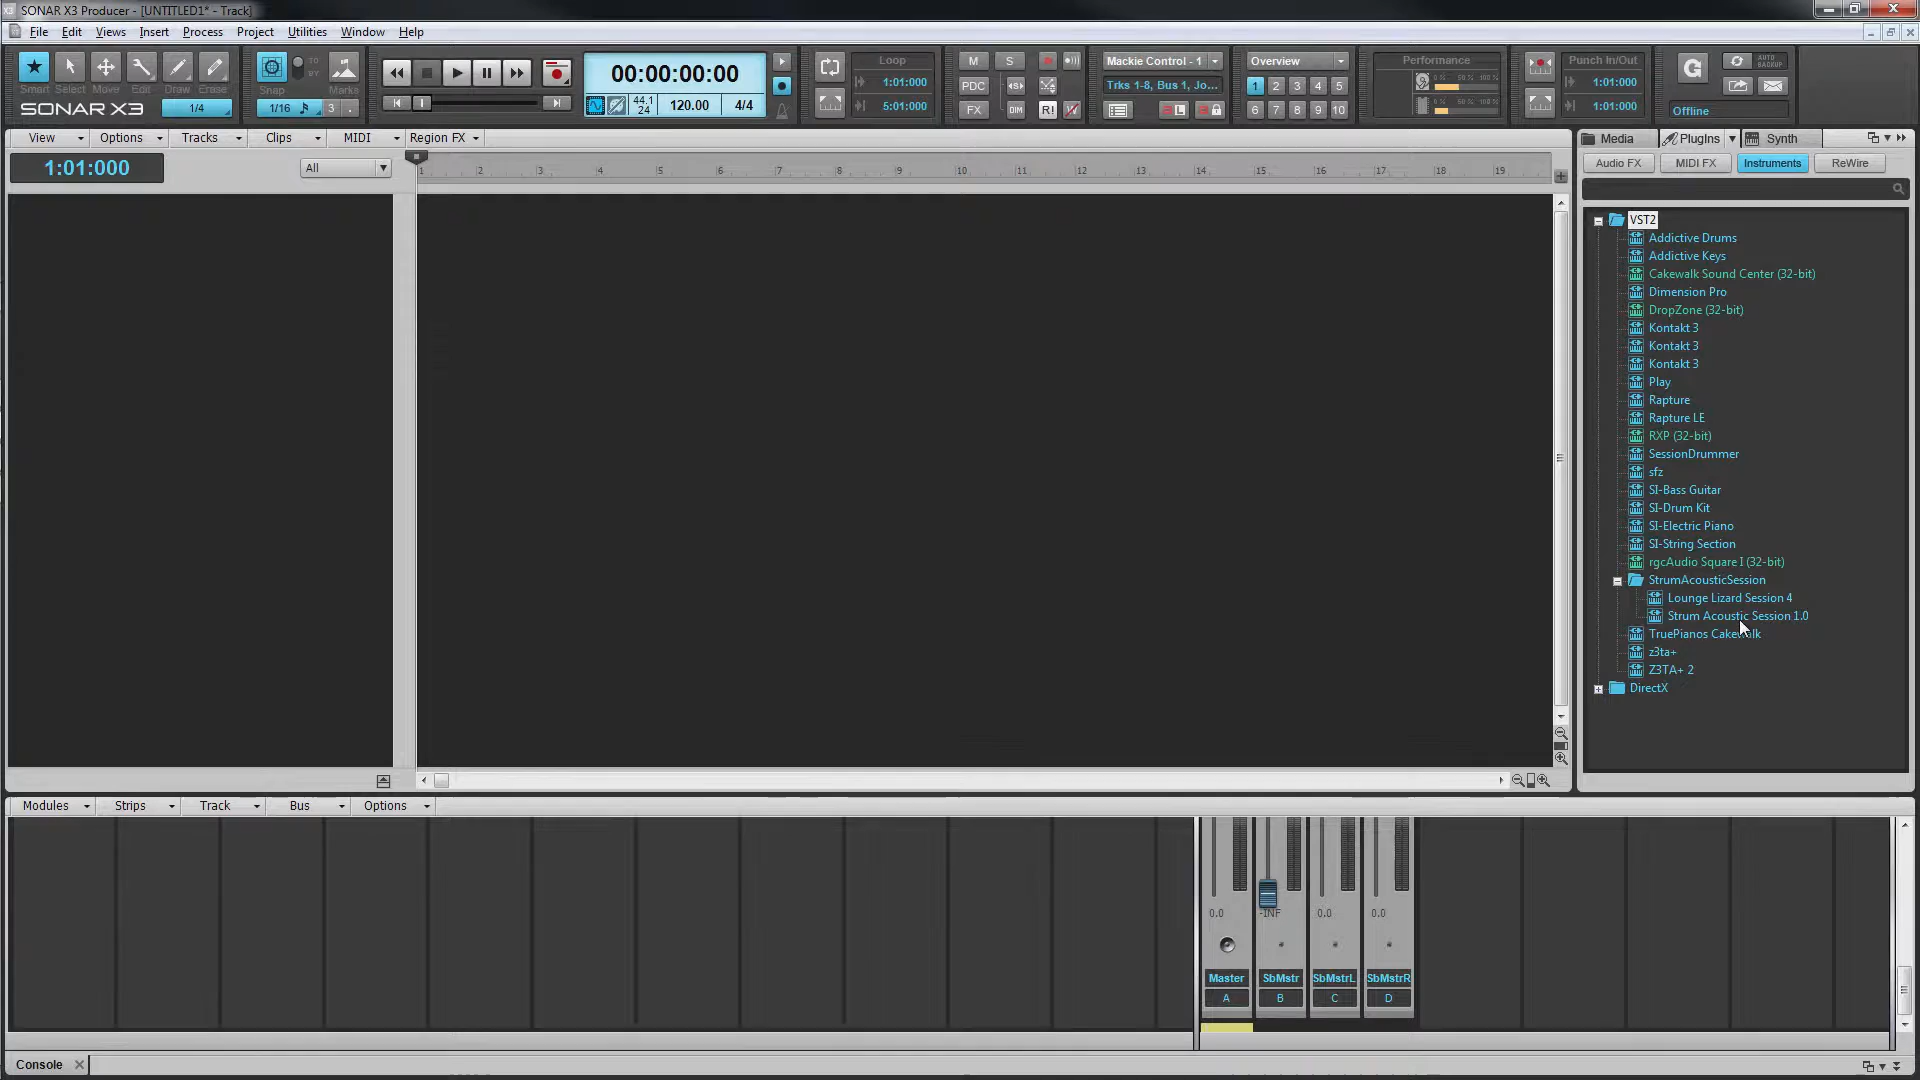 SONAR X3 Producer - [UNTITLED1* - Track]
File Edit Views Insert Process Project Utilities Window Help
Smart Select Move Edit Draw Erase
SONAR X3
1/4
Snap
TO
BY
Marks
1/16
3
00:00:00:00
44.1
24
120.00
4/4
Loop
1:01:000
5:01:000
M S
PDC
FX DIM R!
Mackie Control - 1
Trks 1-8, Bus 1, Jo...
L
Overview
1 2 3 4 5
6 7 8 9 10
Performance
Punch In/Out
1:01:000
1:01:000
G
AUTO
BACKUP
Offline
View Options Tracks Clips MIDI Region FX
1:01:000
All
1 2 3 4 5 6 7 8 9 10 11 12 13 14 15 16 17 18 19
Media PlugIns Synth
Audio FX MIDI FX Instruments ReWire
VST2
Addictive Drums
Addictive Keys
Cakewalk Sound Center (32-bit)
Dimension Pro
DropZone (32-bit)
Kontakt 3
Kontakt 3
Kontakt 3
Play
Rapture
Rapture LE
RXP (32-bit)
SessionDrummer
sfz
SI-Bass Guitar
SI-Drum Kit
SI-Electric Piano
SI-String Section
rgcAudio Square I (32-bit)
StrumAcousticSession
Lounge Lizard Session 4
Strum Acoustic Session 1.0
TruePianos Cakewalk
z3ta+
Z3TA+ 2
DirectX
Modules Strips Track Bus Options
0.0 -INF 0.0 0.0
Master SbMstr SbMstrL SbMstrR
A B C D
Console